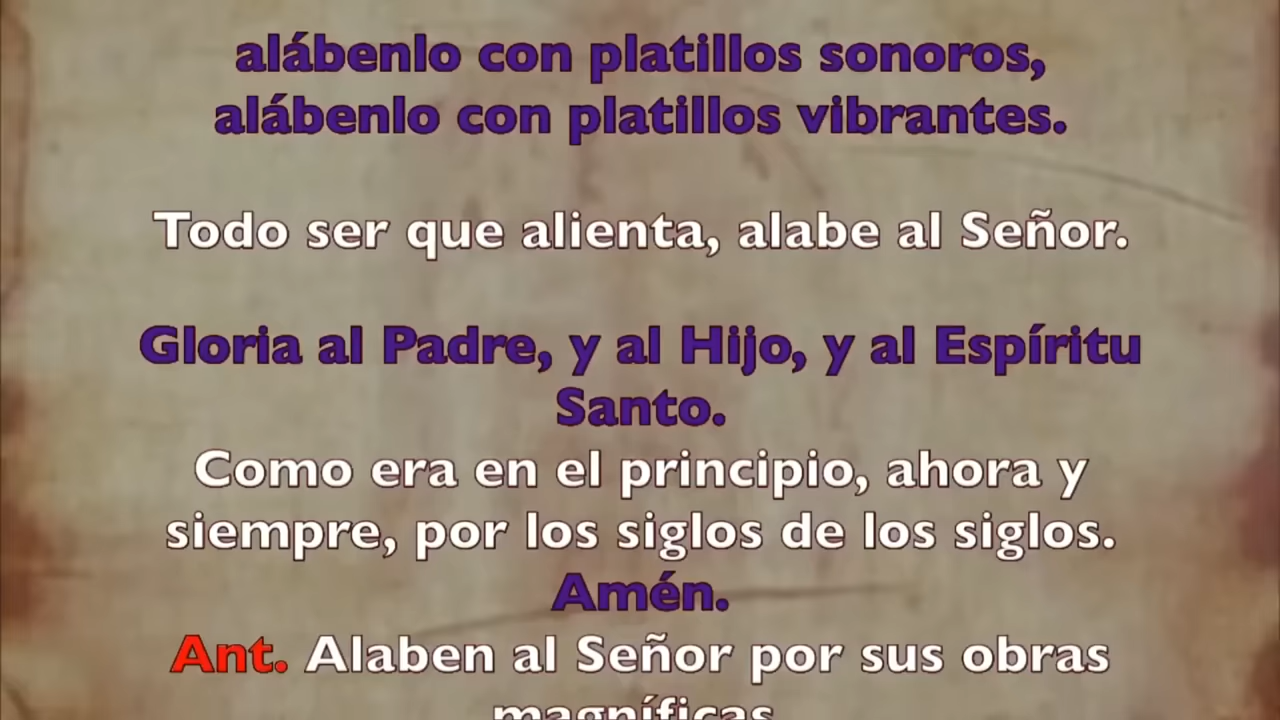 alábenlo con platillos sonoros,
alábenlo con platillos vibrantes.
Todo ser que alienta, alabe al Señor.
Gloria al Padre, y al Hijo, y al Espíritu
Santo.
Como era en el principio, ahora y
siempre, por los siglos de los siglos.
Amén.
Ant. Alaben al Señor por sus obras
magníficas